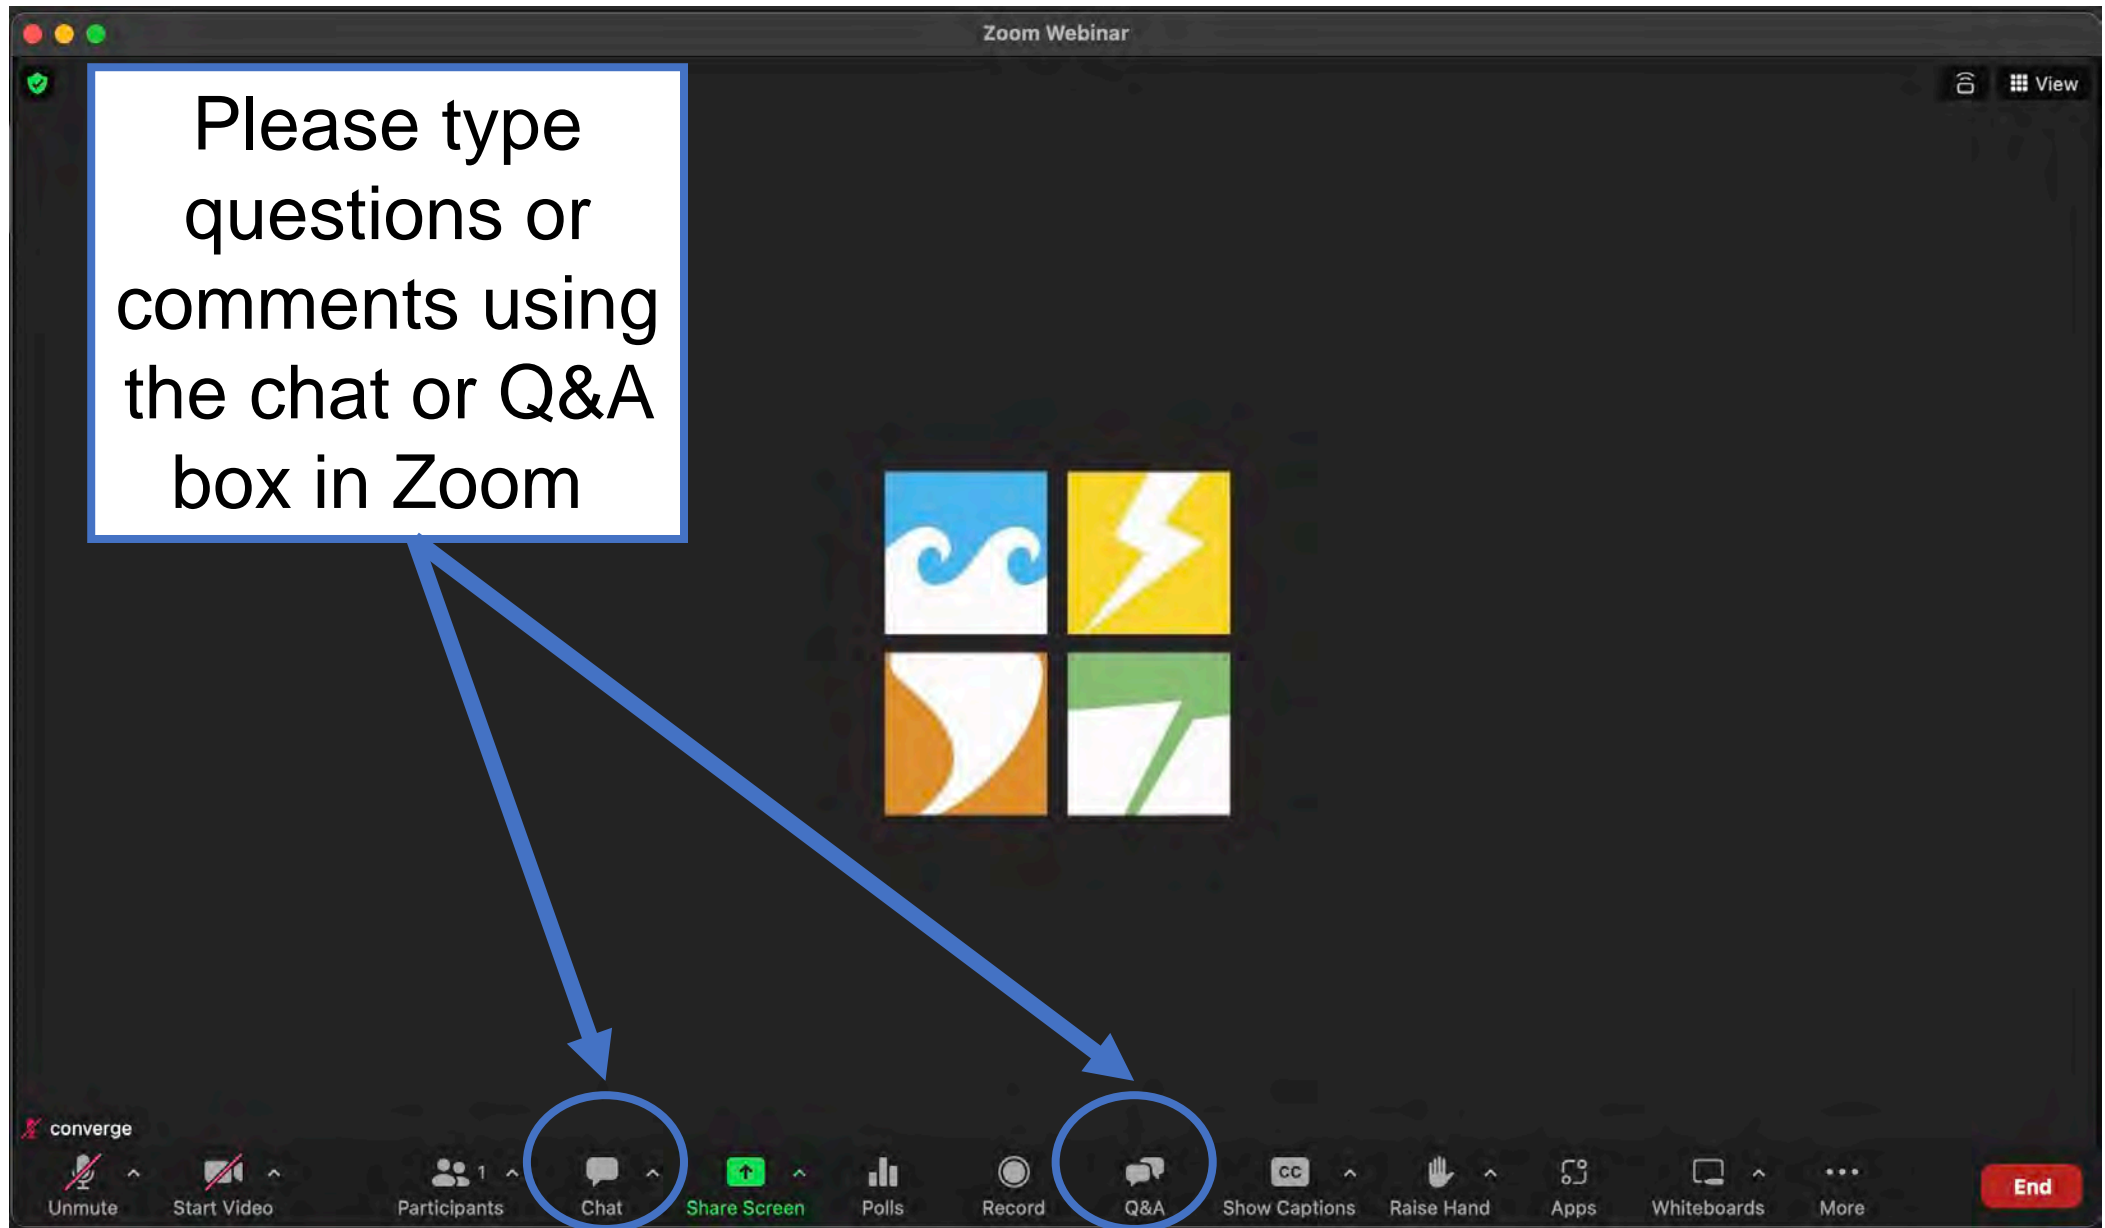 Zoom Webinar
View
Please type
questions or
comments using
the chat or Q&A
box in Zoom
converge
1
CC
Unmute
Start Video
Participants
Chat
Share Screen
Polls
Record
Q&A
Show Captions
Raise Hand
Apps
Whiteboards
More
End